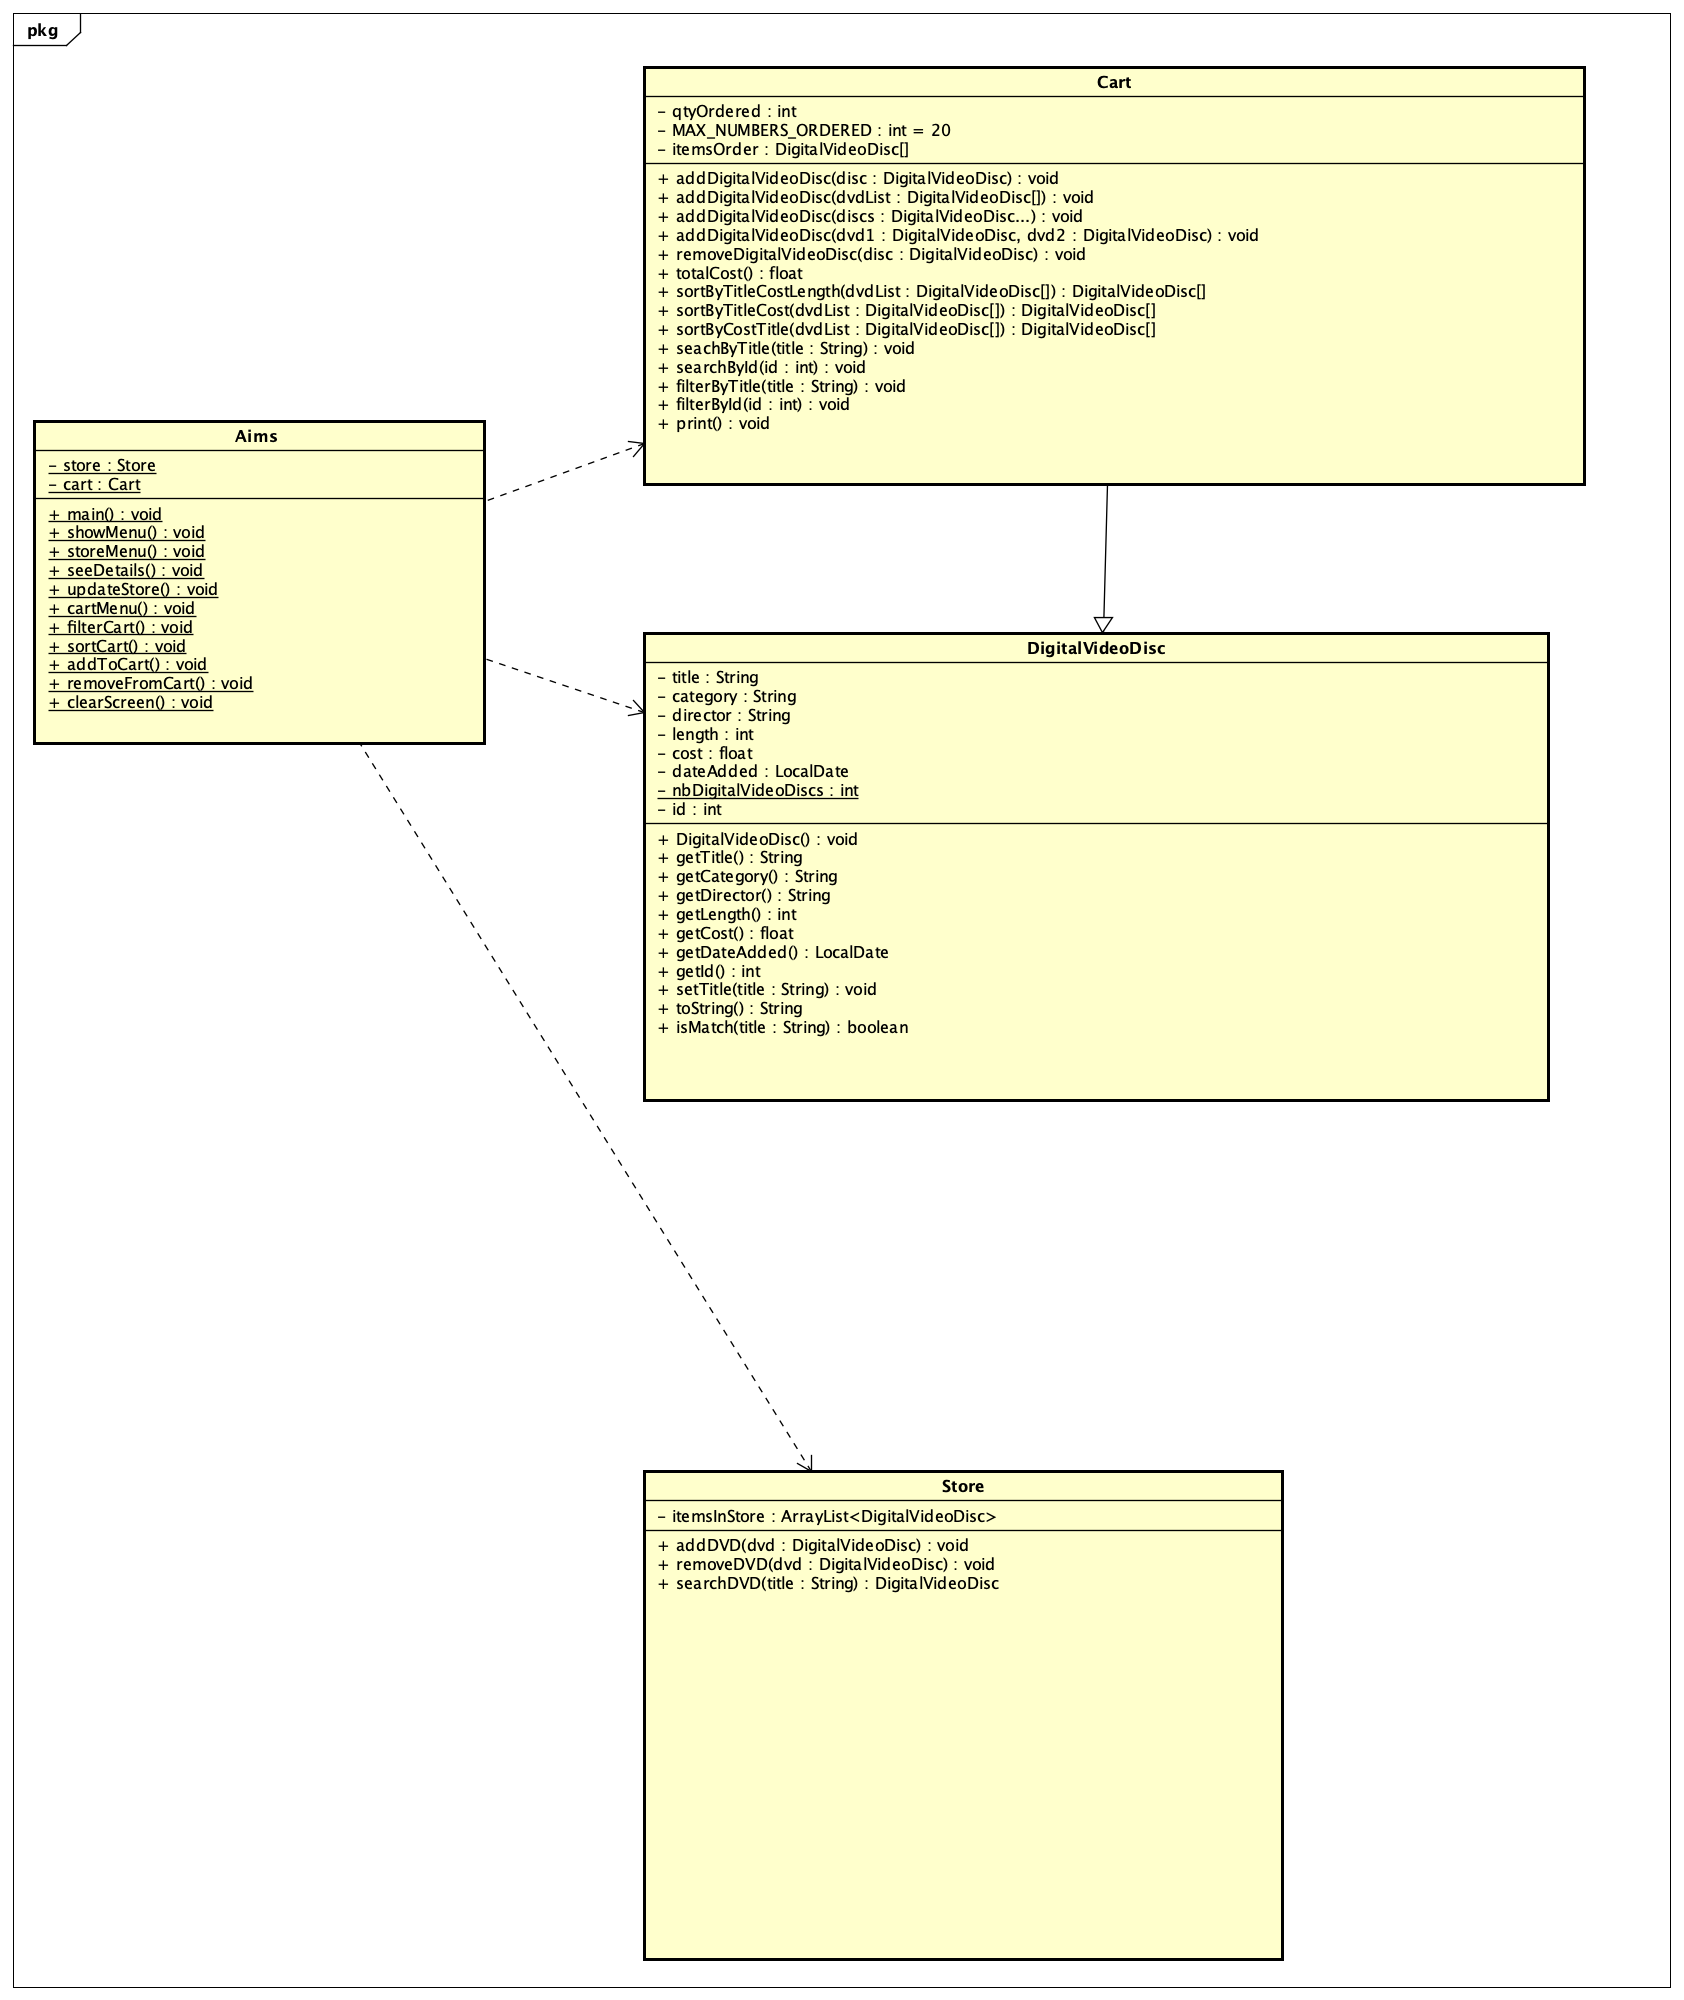 pkg
Cart
- qtyOrdered : int
- MAX_NUMBERS_ORDERED : int = 20
- itemsOrder : DigitalVideoDisc[]
+ addDigitalVideoDisc(disc : DigitalVideoDisc) : void
+ addDigitalVideoDisc(dvdList : DigitalVideoDisc[]) : void
+ addDigitalVideoDisc(discs : DigitalVideoDisc...) : void
+ addDigitalVideoDisc(dvd1 : DigitalVideoDisc, dvd2 : DigitalVideoDisc) : void
+ removeDigitalVideoDisc(disc : DigitalVideoDisc) : void
+ totalCost() : float
+ sortByTitleCostLength(dvdList : DigitalVideoDisc[]) : DigitalVideoDisc[]
+ sortByTitleCost(dvdList : DigitalVideoDisc[]) : DigitalVideoDisc[]
+ sortByCostTitle(dvdList : DigitalVideoDisc[]) : DigitalVideoDisc[]
+ seachByTitle(title : String) : void
+ searchById(id : int) : void
+ filterByTitle(title : String) : void
+ filterById(id : int) : void
+ print() : void
Aims
- store : Store
- cart : Cart
+ main() : void
+ showMenu() : void
+ storeMenu() : void
+ seeDetails() : void
+ updateStore() : void
+ cartMenu() : void
+ filterCart() : void
+ sortCart() : void
+ addToCart() : void
+ removeFromCart() : void
+ clearScreen() : void
DigitalVideoDisc
- title : String
- category : String
- director : String
- length : int
- cost : float
- dateAdded : LocalDate
- nbDigitalVideoDiscs : int
- id : int
+ DigitalVideoDisc() : void
+ getTitle() : String
+ getCategory() : String
+ getDirector() : String
+ getLength() : int
+ getCost() : float
+ getDateAdded() : LocalDate
+ getId() : int
+ setTitle(title : String) : void
+ toString() : String
+ isMatch(title : String) : boolean
Store
- itemsInStore : ArrayList<DigitalVideoDisc>
+ addDVD(dvd : DigitalVideoDisc) : void
+ removeDVD(dvd : DigitalVideoDisc) : void
+ searchDVD(title : String) : DigitalVideoDisc